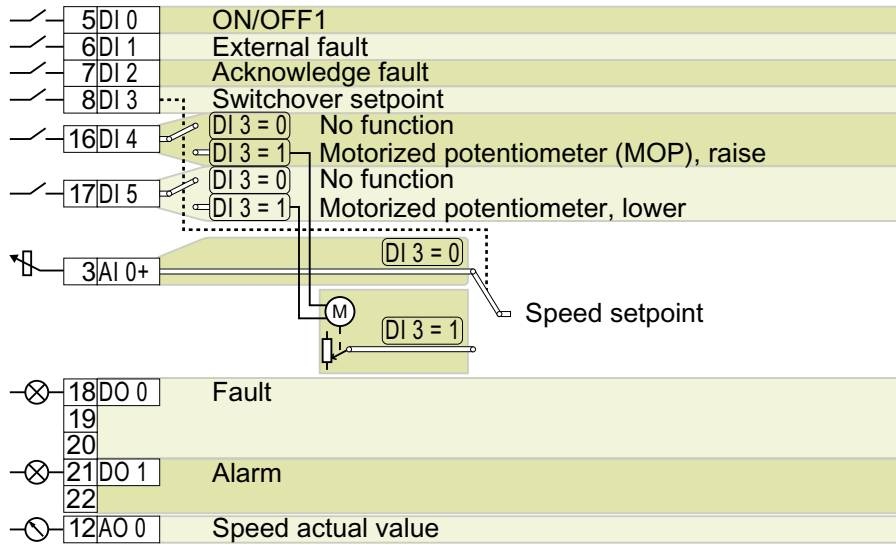 5 DI 0 ON/OFF1
6 DI 1 External fault
7 DI 2 Acknowledge fault
8 DI 3 Switchover setpoint
16 DI 4 DI 3 = 0 No function
DI 3 = 1 Motorized potentiometer (MOP), raise
17 DI 5 DI 3 = 0 No function
DI 3 = 1 Motorized potentiometer, lower
DI 3 = 0
3 AI 0+
M Speed setpoint
DI 3 = 1
18 DO 0 Fault
19
20
21 DO 1 Alarm
22
12 AO 0 Speed actual value